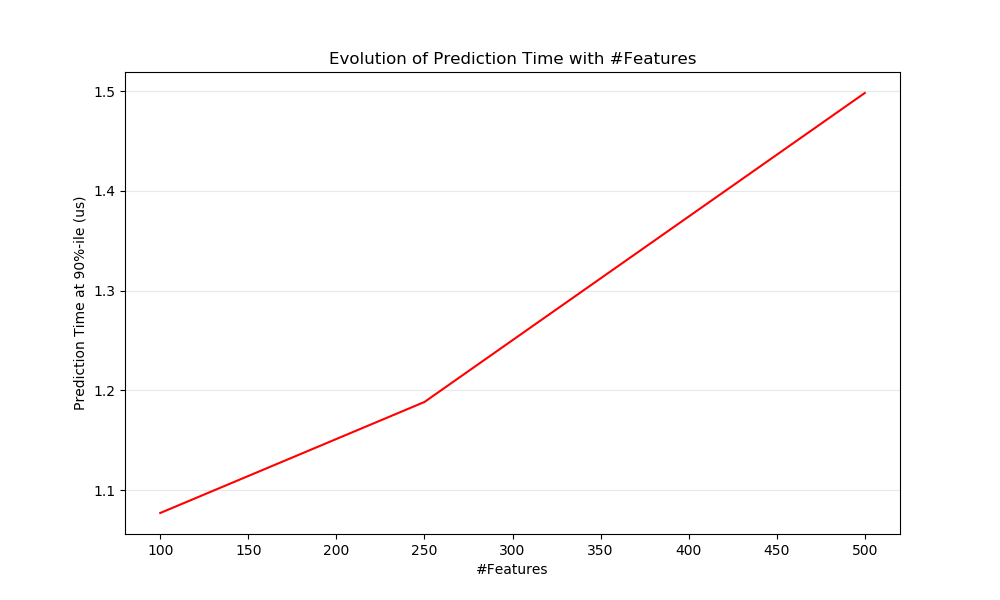 Evolution of Prediction Time with #Features
Prediction Time at 90%-ile (us)
1.5
1.4
1.3
1.2
1.1
100 150 200 250 300 350 400 450 500
#Features